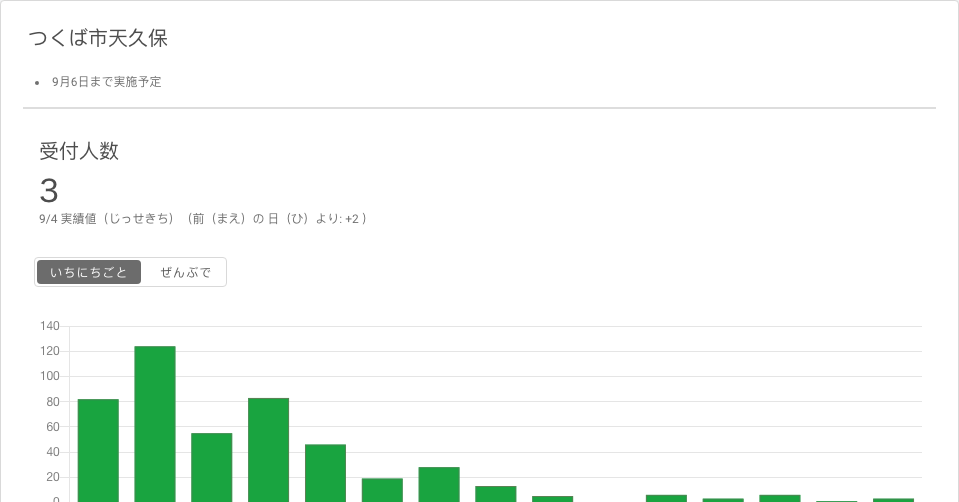 つくば市天久保
• 9月6日まで実施予定
受付人数
3
9/4 実績値（じっせきち）（前（まえ）の 日（ひ）より: +2 ）
いちにちごと ぜんぶで
140
120
100
80
60
40
20
0